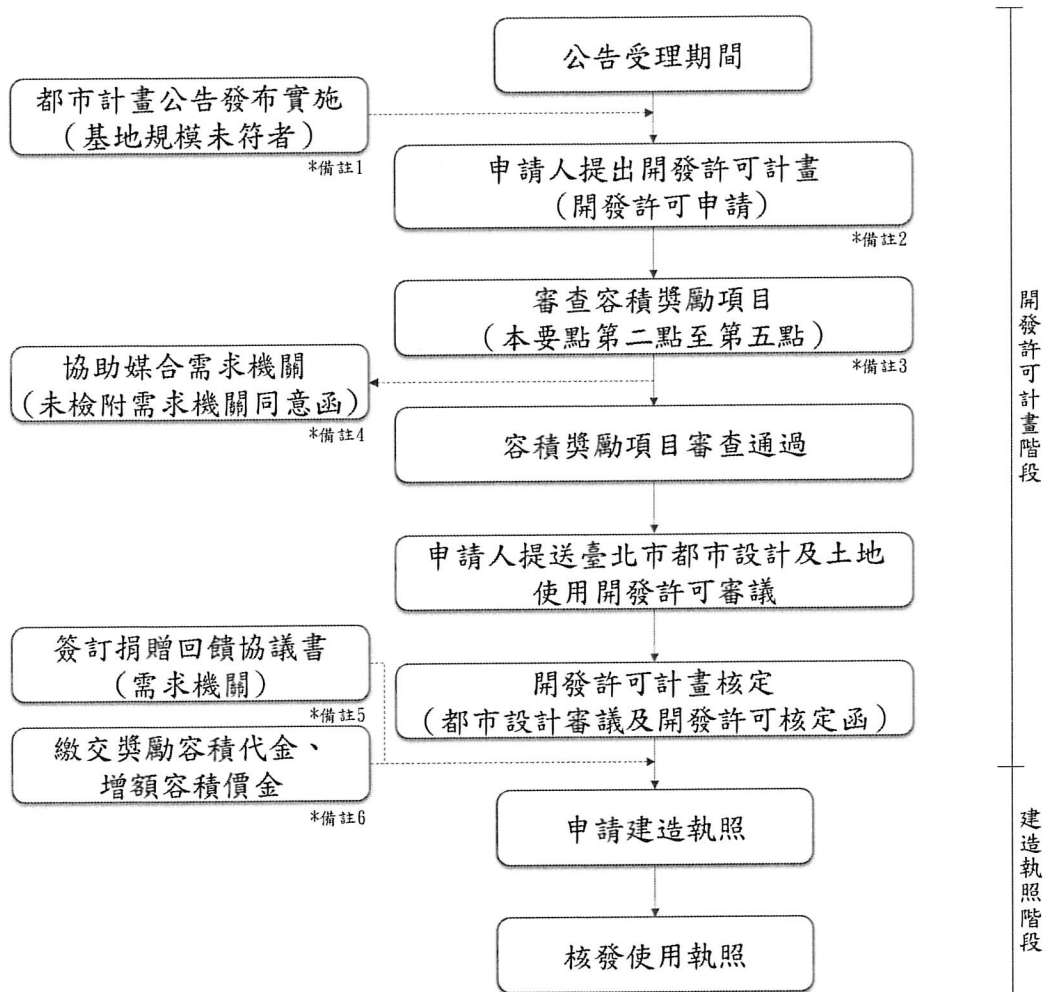 公告受理期間
都市計畫公告發布實施
(基地規模未符者)
*備註1
申請人提出開發許可計畫
(開發許可申請)
*備註2
審查容積獎勵項目
(本要點第二點至第五點)
*備註3
協助媒合需求機關
(未檢附需求機關同意函)
*備註4
容積獎勵項目審查通過
申請人提送臺北市都市設計及土地
使用開發許可審議
簽訂捐贈回饋協議書
(需求機關)
*備註5
開發許可計畫核定
(都市設計審議及開發許可核定函)
繳交獎勵容積代金、
增額容積價金
*備註6
申請建造執照
核發使用執照
開發許可計畫階段
建造執照階段